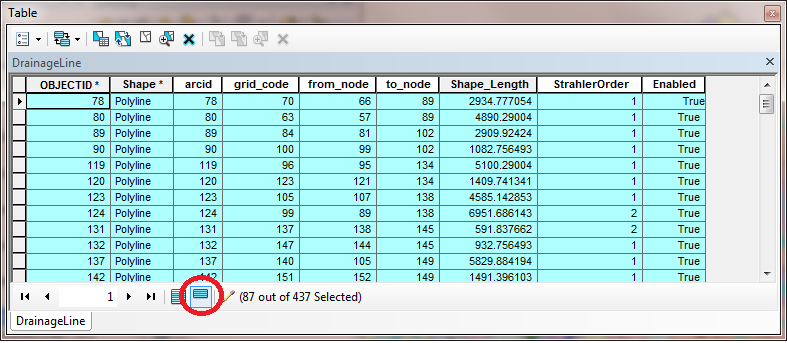 Table
DrainageLine
OBJECTID * Shape * arcid grid_code from_node to_node Shape_Length StrahlerOrder Enabled
78 Polyline 78 70 66 89 2934.777054 1 True
80 Polyline 80 63 57 89 4890.29004 1 True
89 Polyline 89 84 81 102 2909.92424 1 True
90 Polyline 90 100 99 102 1082.756493 1 True
119 Polyline 119 96 95 134 5100.29004 1 True
120 Polyline 120 123 121 134 1409.741341 1 True
123 Polyline 123 105 107 138 4585.142853 1 True
124 Polyline 124 99 89 138 6951.686143 2 True
131 Polyline 131 137 138 145 591.837662 2 True
132 Polyline 132 147 144 145 932.756493 1 True
137 Polyline 137 140 105 149 5829.884194 1 True
142 Polyline 142 151 152 149 1491.396103 1 True
1 (87 out of 437 Selected)
DrainageLine